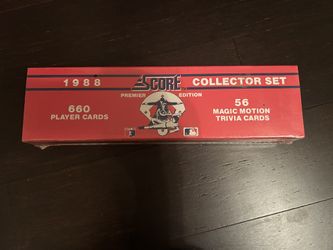 1988 SCORE COLLECTOR SET
PREMIER EDITION
660 56
PLAYER CARDS MAGIC MOTION
TRIVIA CARDS